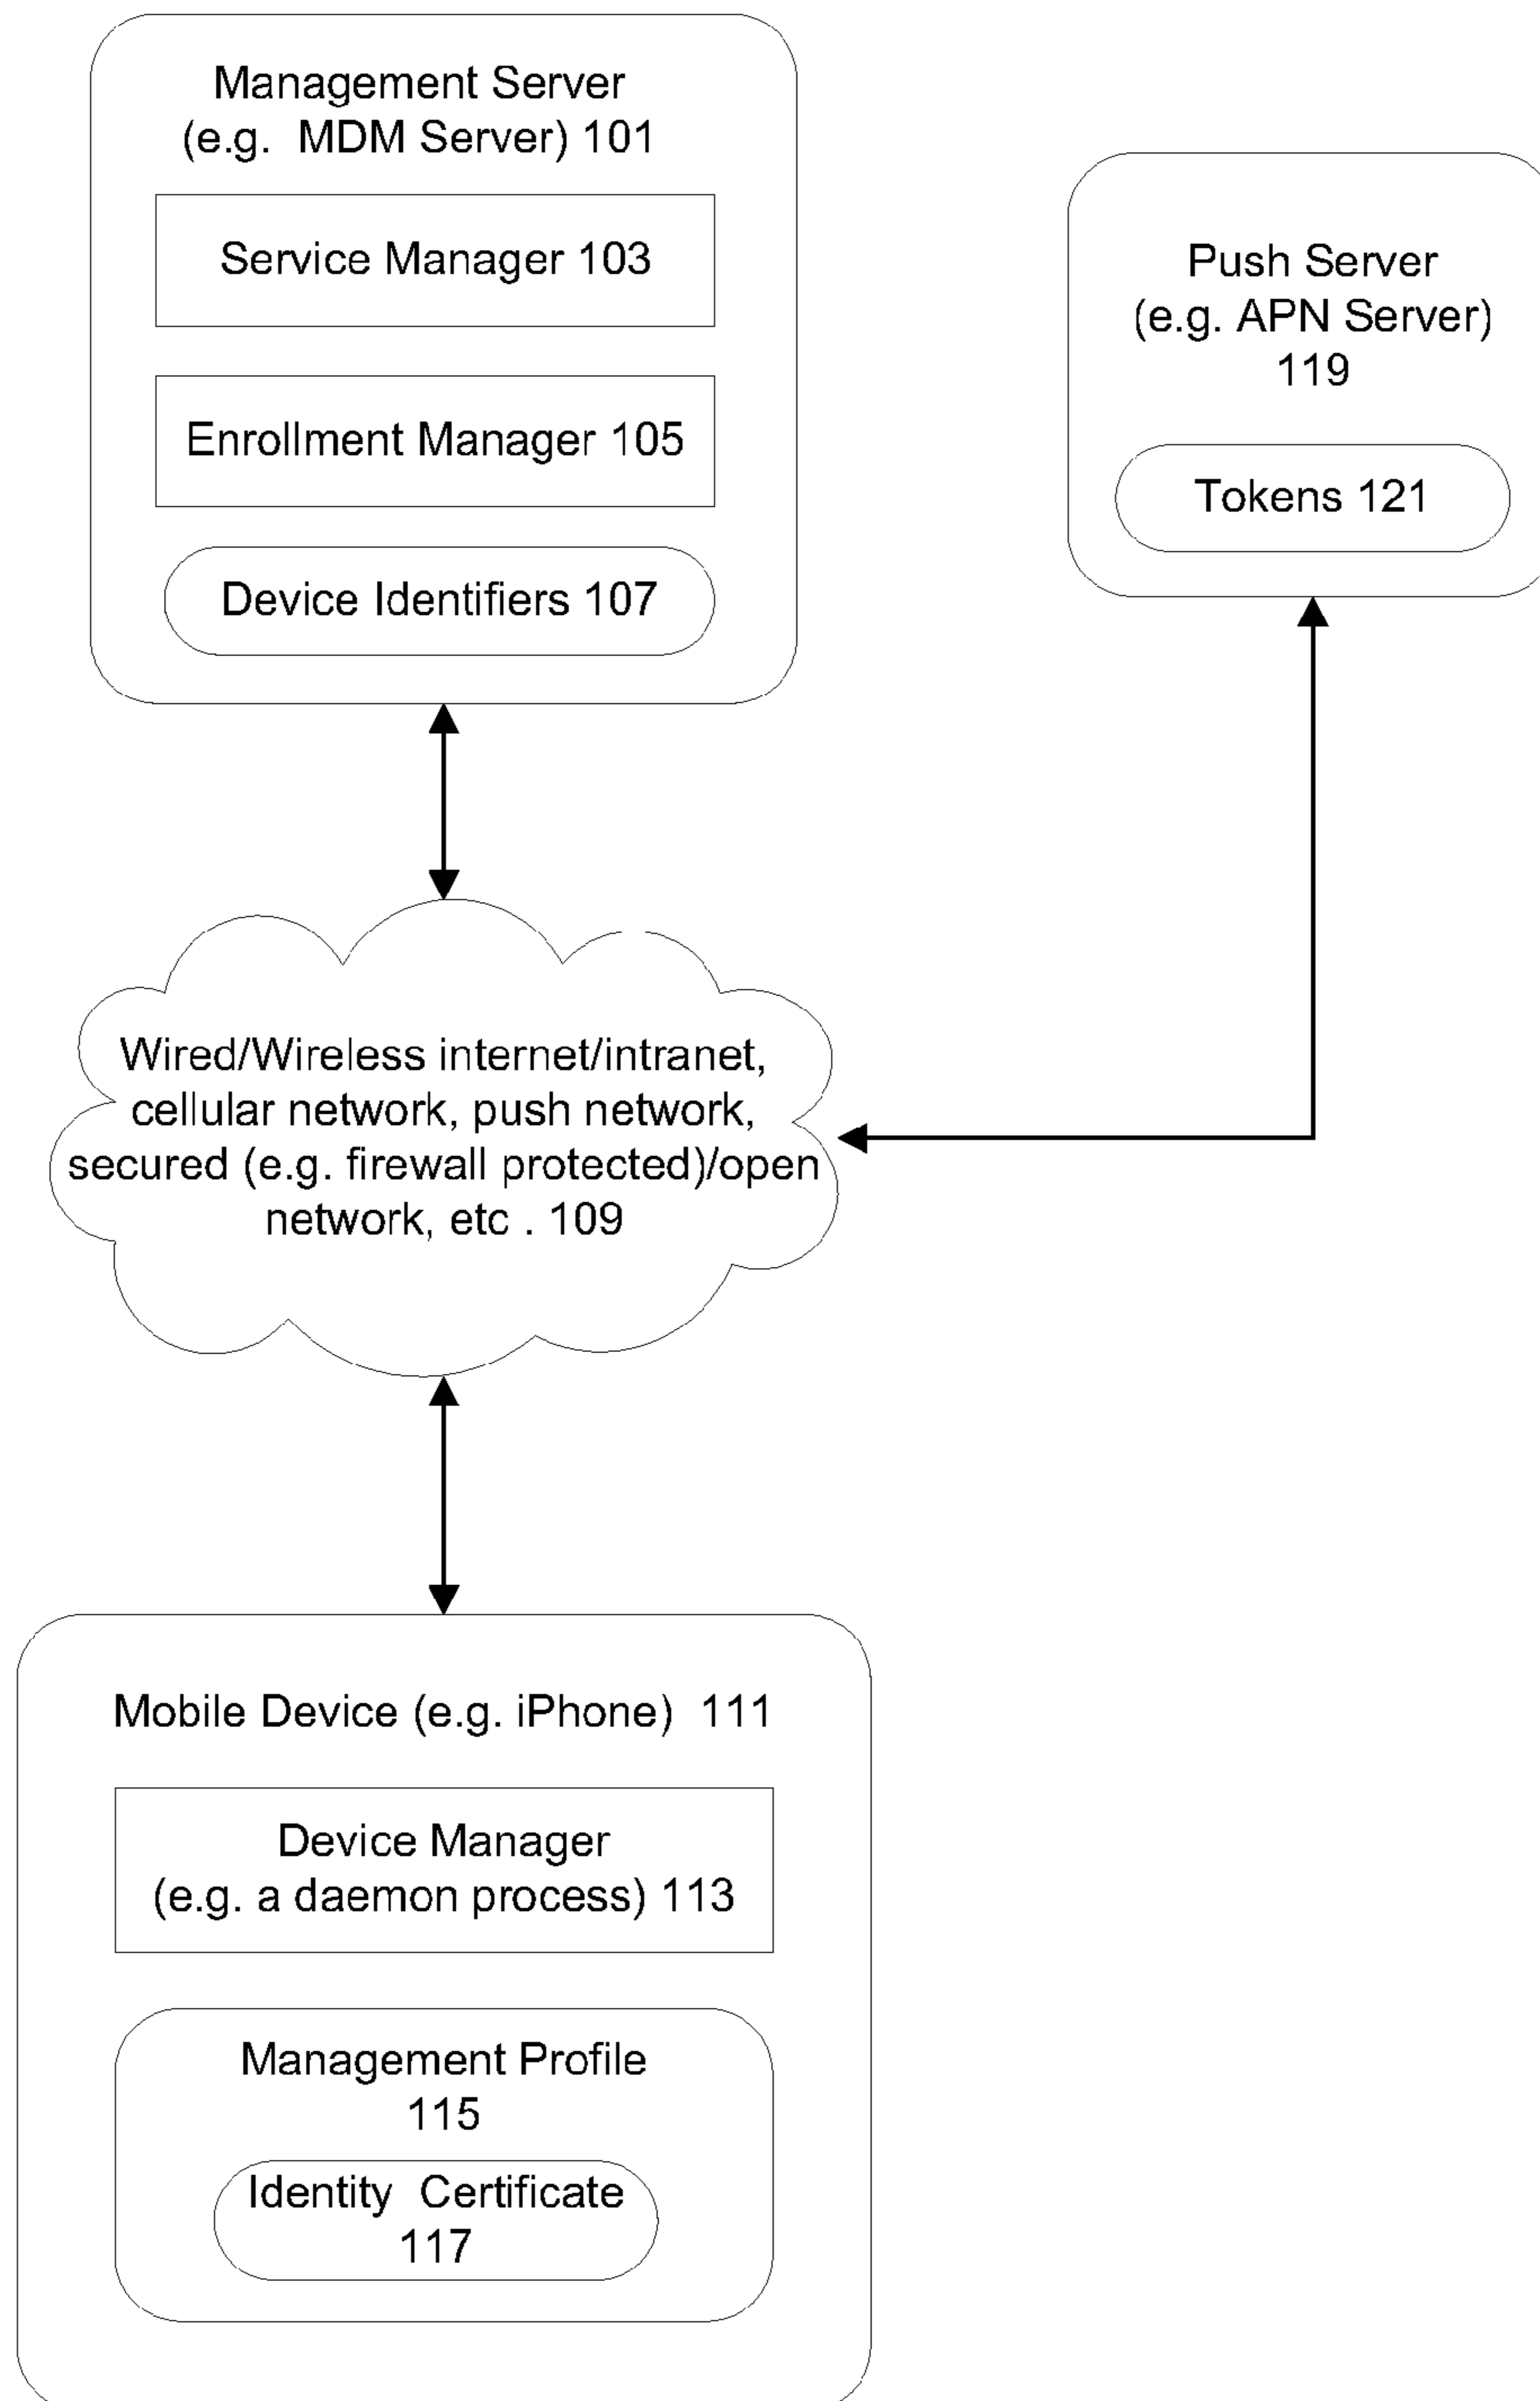 Management Server
(e.g. MDM Server) 101
Service Manager 103
Enrollment Manager 105
Device Identifiers 107
Push Server
(e.g. APN Server)
119
Tokens 121
Wired/Wireless internet/intranet,
cellular network, push network,
secured (e.g. firewall protected)/open
network, etc . 109
Mobile Device (e.g. iPhone) 111
Device Manager
(e.g. a daemon process) 113
Management Profile
115
Identity Certificate
117